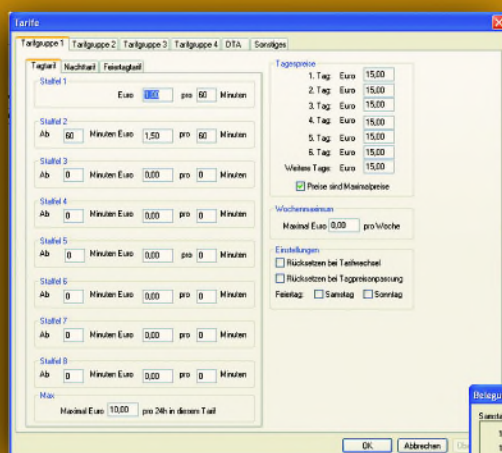 Tarife
Tarifgruppe 1 Tarifgruppe 2 Tarifgruppe 3 Tarifgruppe 4 DTA Sonstiges
Tagtarif Nachttarif Feiertagtarif
Staffel 1
Euro pro 60 Minuten
Staffel 2
Ab 60 Minuten Euro 1,50 pro 60 Minuten
Staffel 3
Ab 0 Minuten Euro 0,00 pro 0 Minuten
Staffel 4
Ab 0 Minuten Euro 0,00 pro 0 Minuten
Staffel 5
Ab 0 Minuten Euro 0,00 pro 0 Minuten
Staffel 6
Ab 0 Minuten Euro 0,00 pro 0 Minuten
Staffel 7
Ab 0 Minuten Euro 0,00 pro 0 Minuten
Staffel 8
Ab 0 Minuten Euro 0,00 pro 0 Minuten
Max
Maximal Euro 10,00 pro 24h in diesem Tarif
Tagespreise
1. Tag: Euro 15,00
2. Tag: Euro 15,00
3. Tag: Euro 15,00
4. Tag: Euro 15,00
5. Tag: Euro 15,00
6. Tag: Euro 15,00
Weitere Tage: Euro 15,00
Preise sind Maximalpreise
Wochenmaximum
Maximal Euro 0,00 pro Woche
Einstellungen
Rücksetzen bei Tarifwechsel
Rücksetzen bei Tagpreisanpassung
Feiertag: Samstag Sonntag
OK Abbrechen
Belegu
Samsta